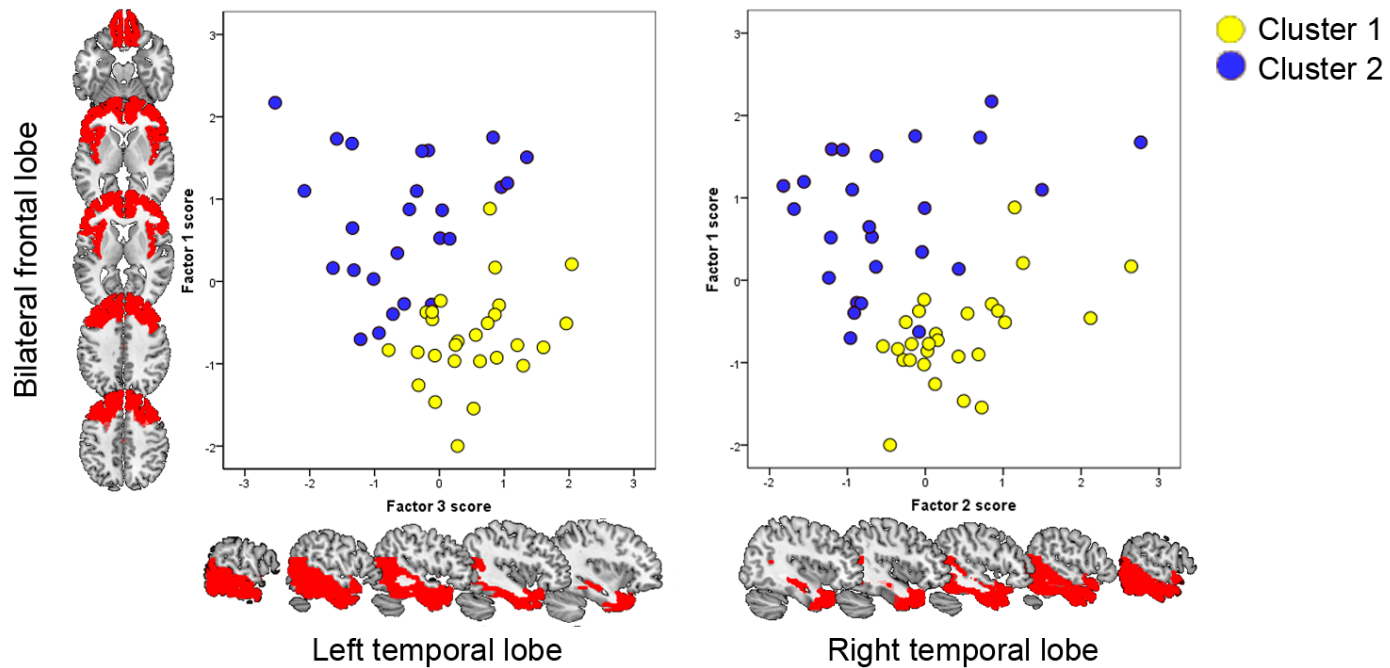 Cluster 1
Cluster 2
Bilateral frontal lobe
Factor 1 score
3
2
1
0
-1
-2
-3
-2
-1
0
1
2
3
Factor 3 score
Left temporal lobe
Factor 1 score
3
2
1
0
-1
-2
-2
-1
0
1
2
3
Factor 2 score
Right temporal lobe